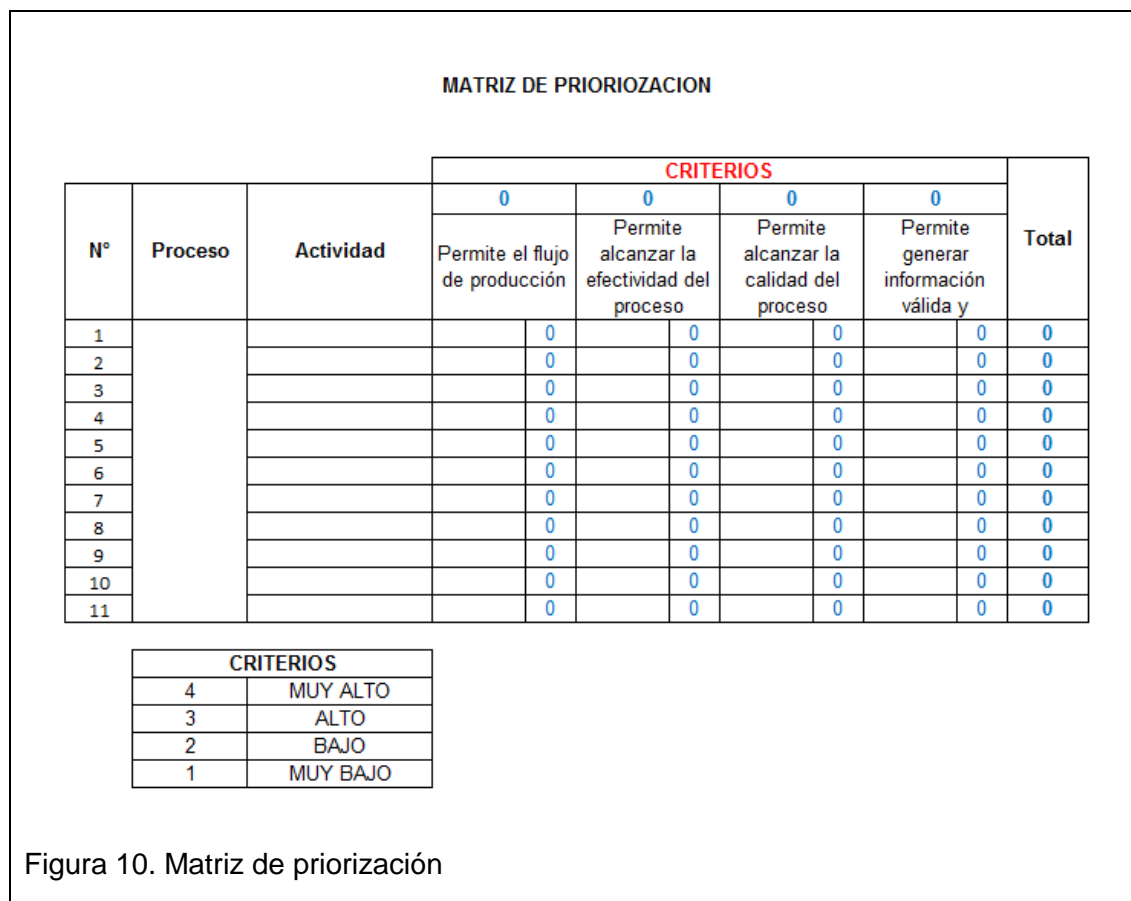 MATRIZ DE PRIORIOZACION
CRITERIOS
0 0 0 0
N° Proceso Actividad Permite el flujo de producción Permite alcanzar la efectividad del proceso Permite alcanzar la calidad del proceso Permite generar información válida y Total
1 0 0 0 0 0
2 0 0 0 0 0
3 0 0 0 0 0
4 0 0 0 0 0
5 0 0 0 0 0
6 0 0 0 0 0
7 0 0 0 0 0
8 0 0 0 0 0
9 0 0 0 0 0
10 0 0 0 0 0
11 0 0 0 0 0
CRITERIOS
4 MUY ALTO
3 ALTO
2 BAJO
1 MUY BAJO
Figura 10. Matriz de priorización